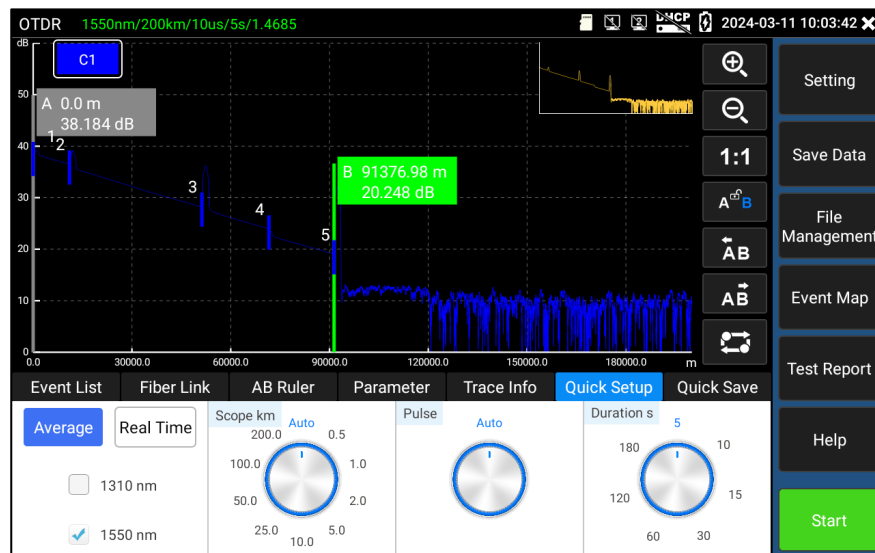 OTDR 1550nm/200km/10us/5s/1.4685 1 2 DHCP 2024-03-11 10:03:42
dB
C1
50
A 0.0 m
38.184 dB
40
1 2
B 91376.98 m
20.248 dB
3
30
4
5
20
10
0
0.0 30000.0 60000.0 90000.0 120000.0 150000.0 180000.0 m
1:1
A B
AB
AB
Setting
Save Data
File
Management
Event Map
Test Report
Help
Start
Event List Fiber Link AB Ruler Parameter Trace Info Quick Setup Quick Save
Average Real Time
1310 nm
1550 nm
Scope km
Auto
0.5
1.0
2.0
5.0
10.0
25.0
50.0
100.0
200.0
Pulse
Auto
Duration s
5
10
15
30
60
120
180